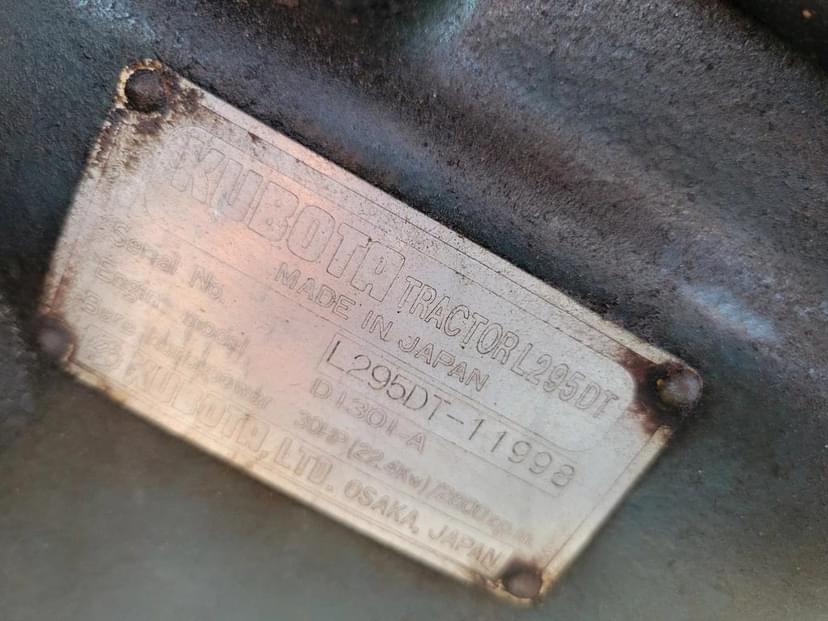 KUBOTA TRACTOR L295DT
MADE IN JAPAN
Serial No. L295DT-11998
Engine model D1301-A
30HP (22.4Kw)
KUBOTA, LTD. OSAKA, JAPAN